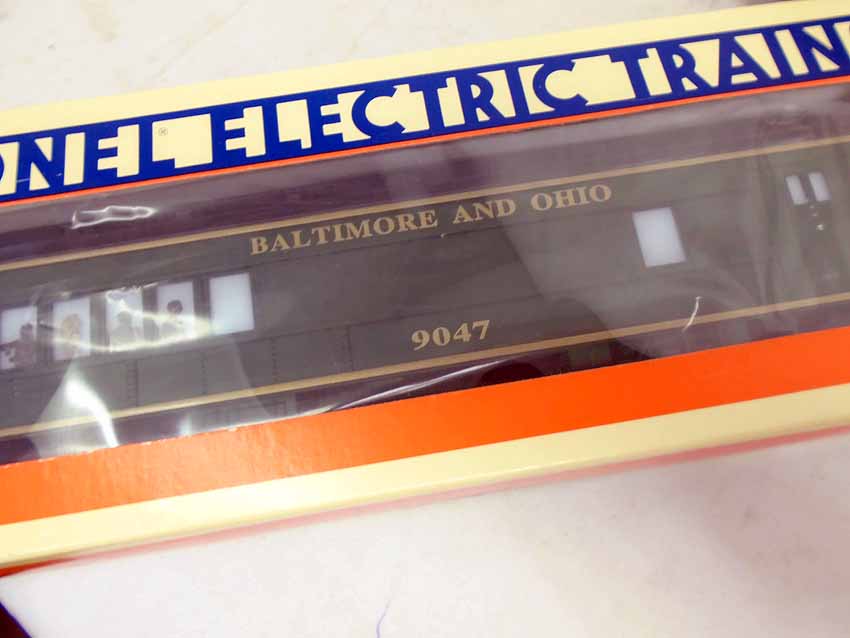 ONEL® ELECTRIC TRAIN
BALTIMORE AND OHIO
9047